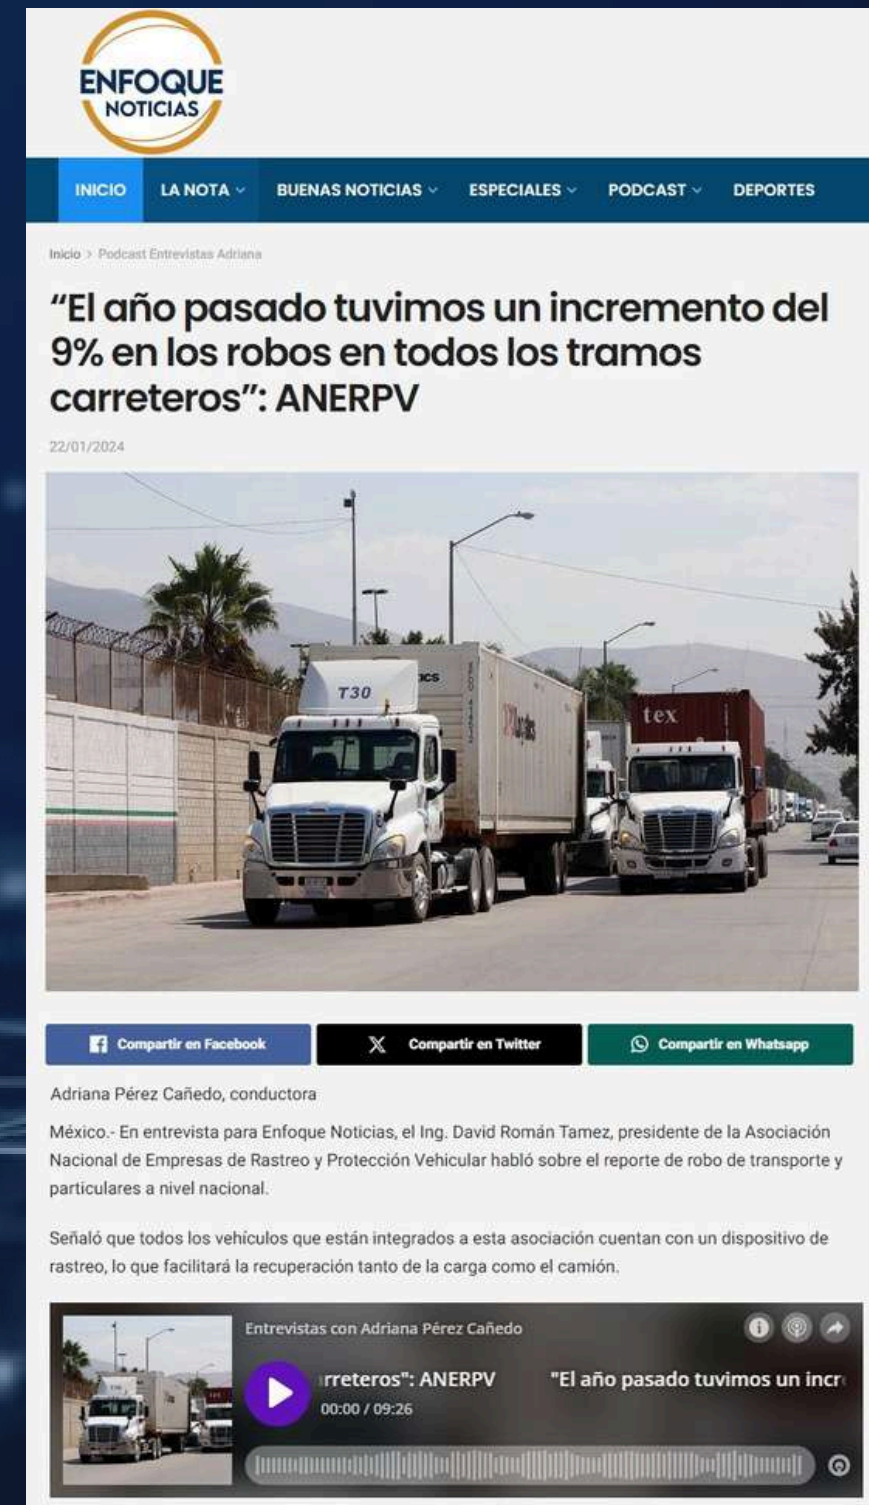 ENFOQUE
NOTICIAS
INICIO LA NOTA BUENAS NOTICIAS ESPECIALES PODCAST DEPORTES
Inicio > Podcast Entrevistas Adriana
“El año pasado tuvimos un incremento del
9% en los robos en todos los tramos
carreteros”: ANERPV
22/01/2024
T30
ICS
tex
Compartir en Facebook Compartir en Twitter Compartir en Whatsapp
Adriana Pérez Cañedo, conductora
México.- En entrevista para Enfoque Noticias, el Ing. David Román Tamez, presidente de la Asociación
Nacional de Empresas de Rastreo y Protección Vehicular habló sobre el reporte de robo de transporte y
particulares a nivel nacional.
Señaló que todos los vehículos que están integrados a esta asociación cuentan con un dispositivo de
rastreo, lo que facilitará la recuperación tanto de la carga como el camión.
Entrevistas con Adriana Pérez Cañedo
rreteros": ANERPV "El año pasado tuvimos un incr
00:00 / 09:26